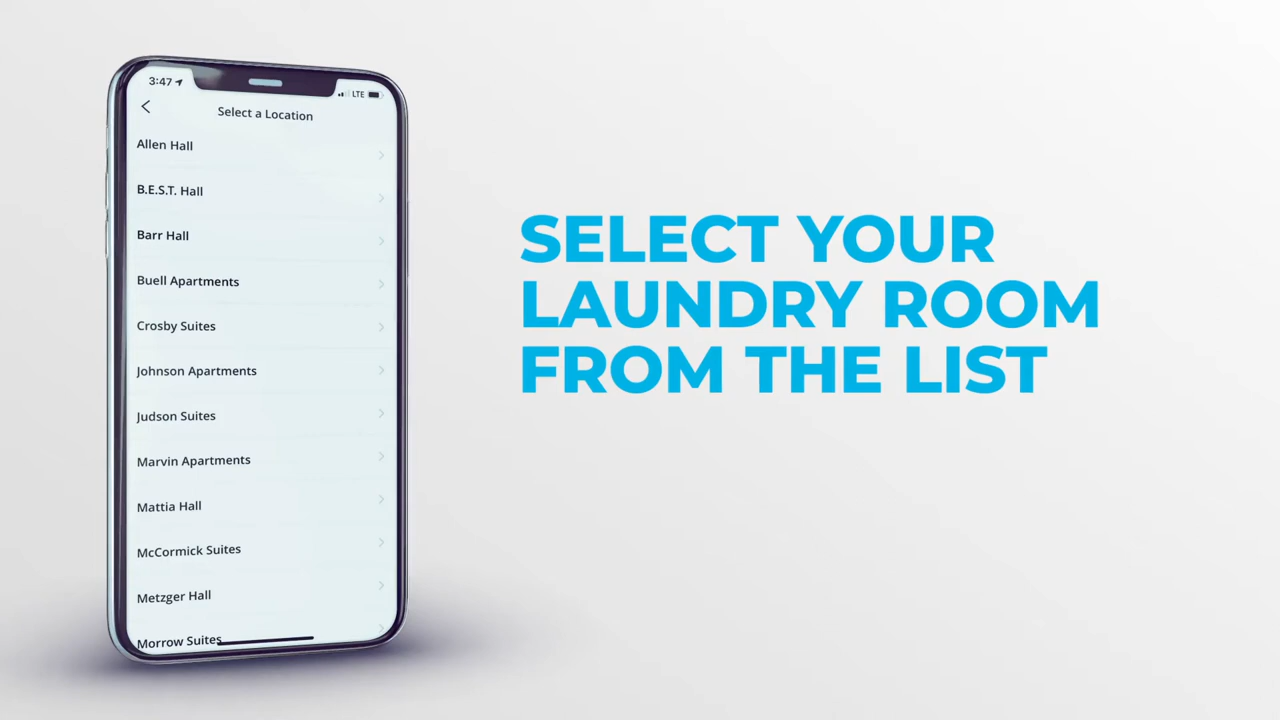 3:47
LTE
Select a Location
Allen Hall
B.E.S.T. Hall
Barr Hall
Buell Apartments
Crosby Suites
Johnson Apartments
Judson Suites
Marvin Apartments
Mattia Hall
McCormick Suites
Metzger Hall
Morrow Suites
SELECT YOUR
LAUNDRY ROOM
FROM THE LIST